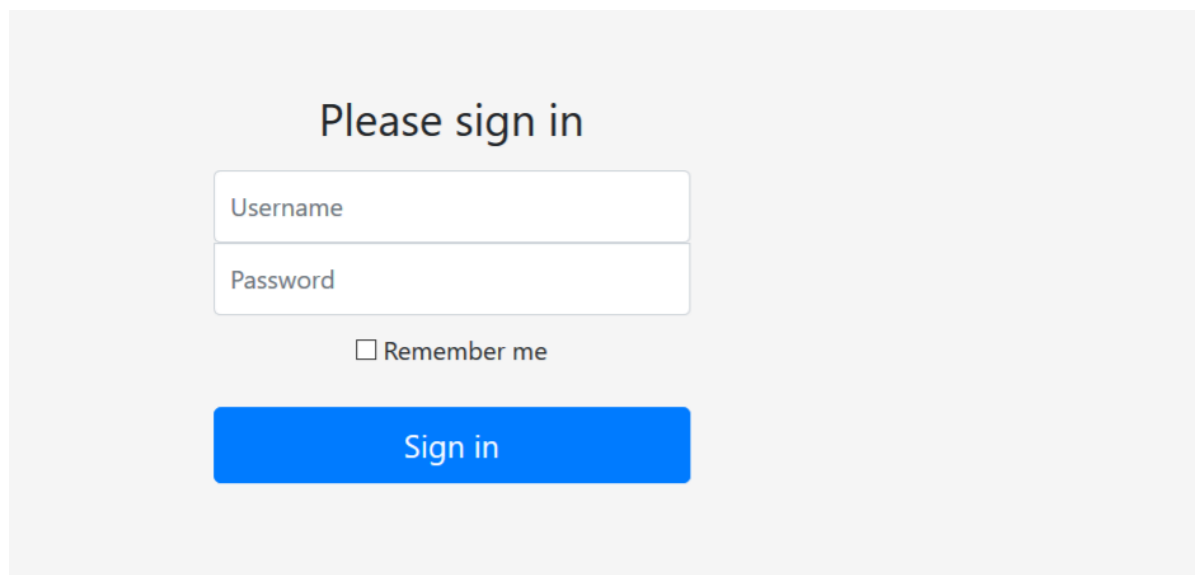 Please sign in
Username
Password
Remember me
Sign in